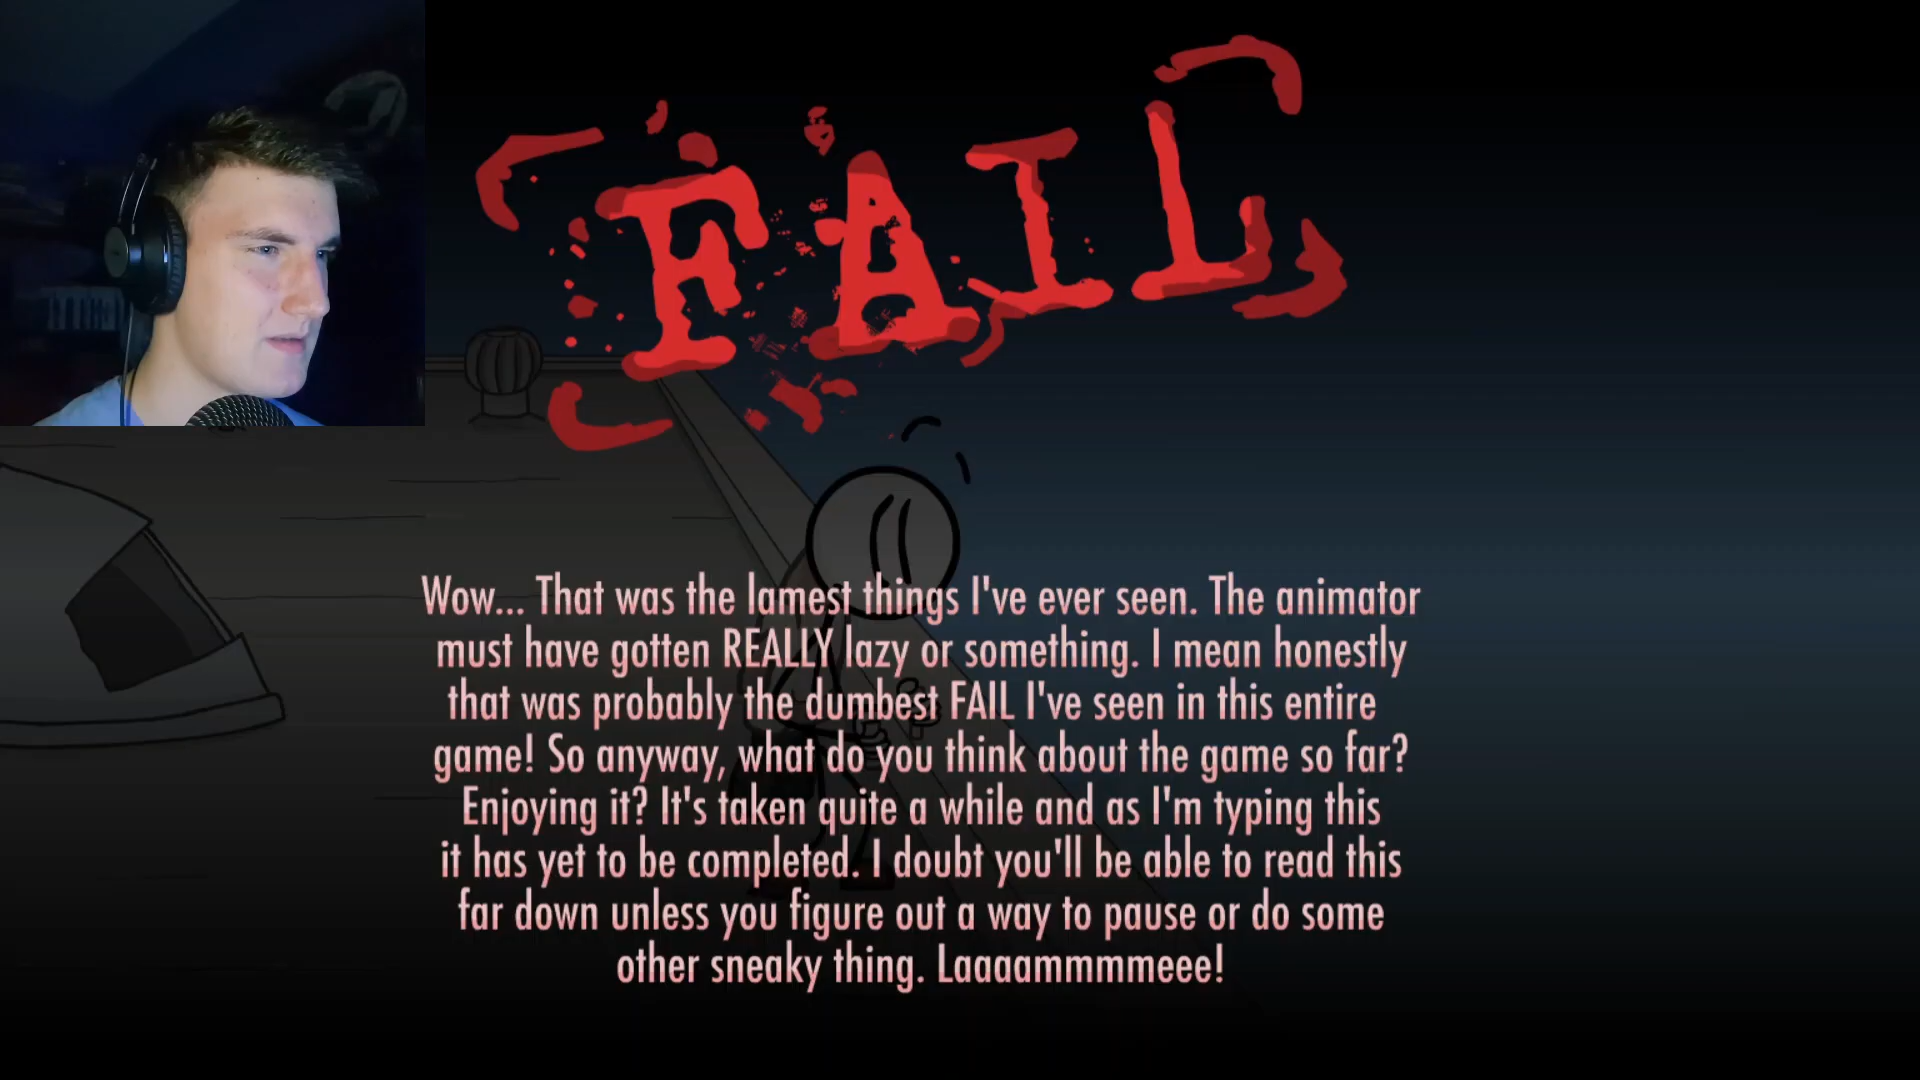 FAIL
Wow... That was the lamest things I've ever seen. The animator
must have gotten REALLY lazy or something. I mean honestly
that was probably the dumbest FAIL I've seen in this entire
game! So anyway, what do you think about the game so far?
Enjoying it? It's taken quite a while and as I'm typing this
it has yet to be completed. I doubt you'll be able to read this
far down unless you figure out a way to pause or do some
other sneaky thing. Laaaammmmeee!